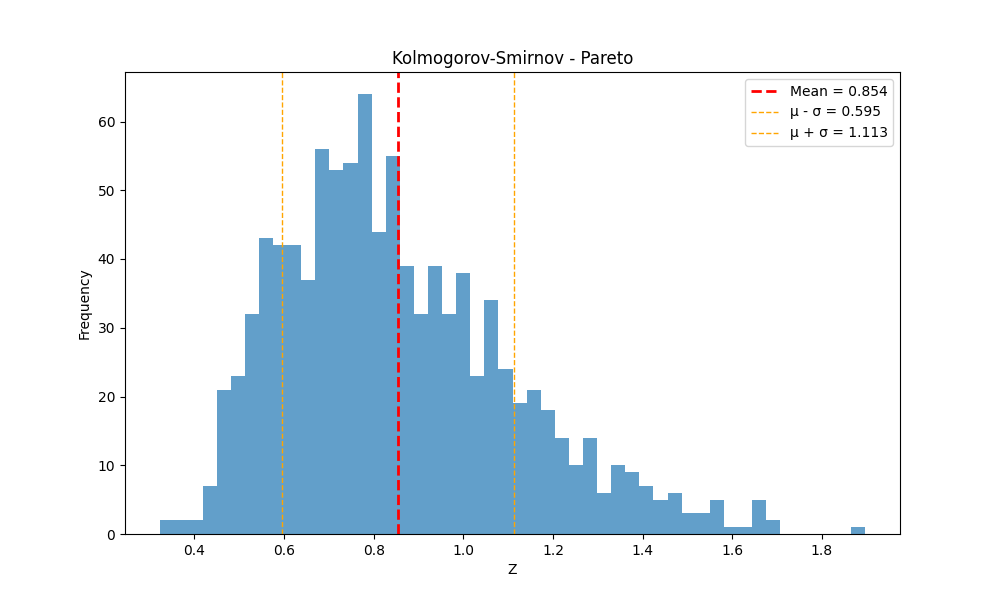 Kolmogorov-Smirnov - Pareto
Mean = 0.854
μ - σ = 0.595
μ + σ = 1.113
Frequency
60
50
40
30
20
10
0
0.4 0.6 0.8 1.0 1.2 1.4 1.6 1.8
Z